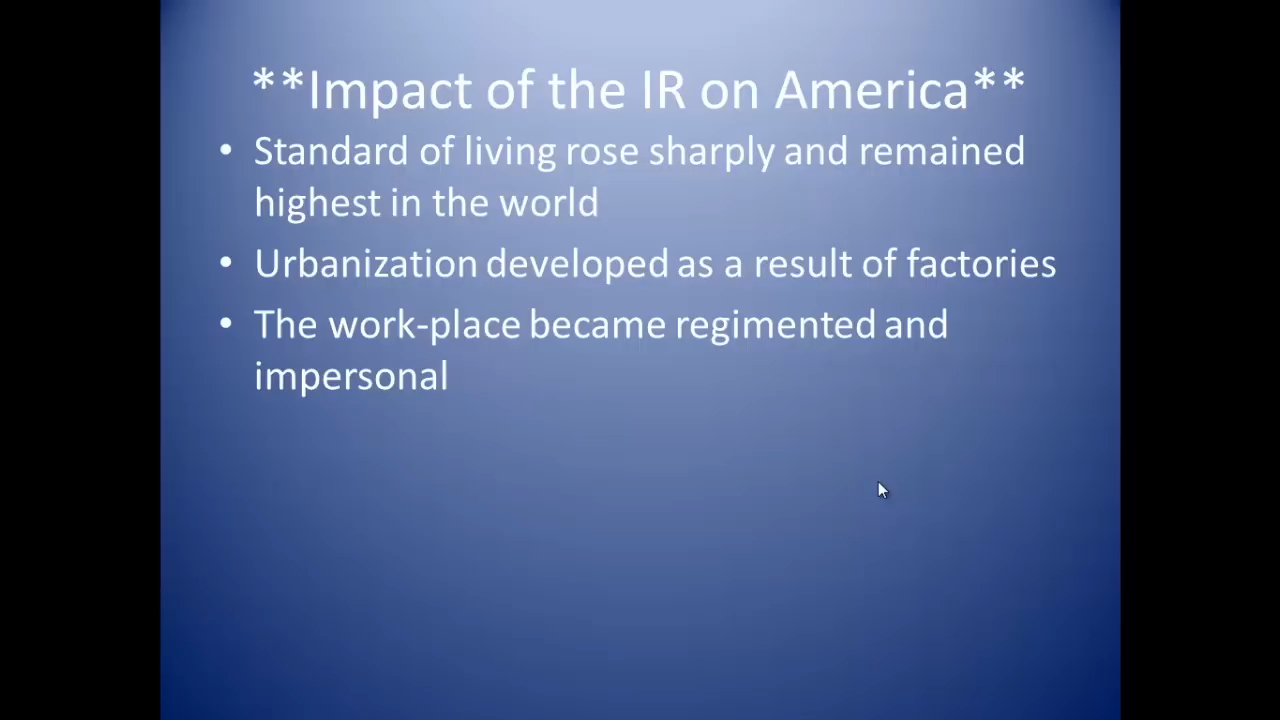 **Impact of the IR on America**
• Standard of living rose sharply and remained
highest in the world
• Urbanization developed as a result of factories
• The work-place became regimented and
impersonal